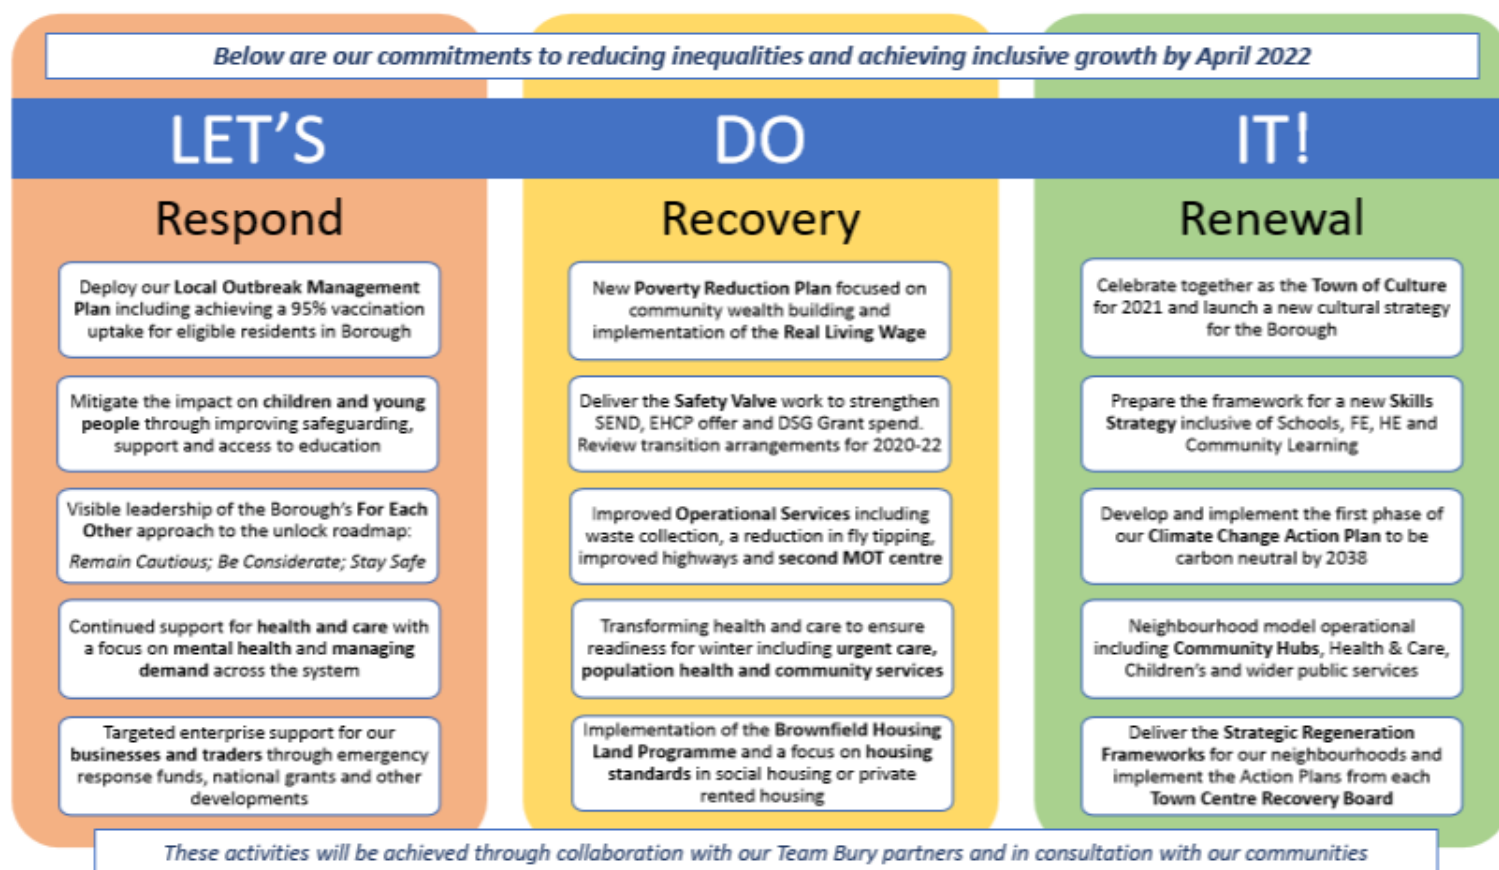 Below are our commitments to reducing inequalities and achieving inclusive growth by April 2022
LET'S
DO
IT!
Respond
Deploy our Local Outbreak Management
Plan including achieving a 95% vaccination
uptake for eligible residents in Borough
Mitigate the impact on children and young
people through improving safeguarding,
support and access to education
Visible leadership of the Borough's For Each
Other approach to the unlock roadmap:
Remain Cautious; Be Considerate; Stay Safe
Continued support for health and care with
a focus on mental health and managing
demand across the system
Targeted enterprise support for our
businesses and traders through emergency
response funds, national grants and other
developments
Recovery
New Poverty Reduction Plan focused on
community wealth building and
implementation of the Real Living Wage
Deliver the Safety Valve work to strengthen
SEND, EHCP offer and DSG Grant spend.
Review transition arrangements for 2020-22
Improved Operational Services including
waste collection, a reduction in fly tipping,
improved highways and second MOT centre
Transforming health and care to ensure
readiness for winter including urgent care,
population health and community services
Implementation of the Brownfield Housing
Land Programme and a focus on housing
standards in social housing or private
rented housing
Renewal
Celebrate together as the Town of Culture
for 2021 and launch a new cultural strategy
for the Borough
Prepare the framework for a new Skills
Strategy inclusive of Schools, FE, HE and
Community Learning
Develop and implement the first phase of
our Climate Change Action Plan to be
carbon neutral by 2038
Neighbourhood model operational
including Community Hubs, Health & Care,
Children's and wider public services
Deliver the Strategic Regeneration
Frameworks for our neighbourhoods and
implement the Action Plans from each
Town Centre Recovery Board
These activities will be achieved through collaboration with our Team Bury partners and in consultation with our communities